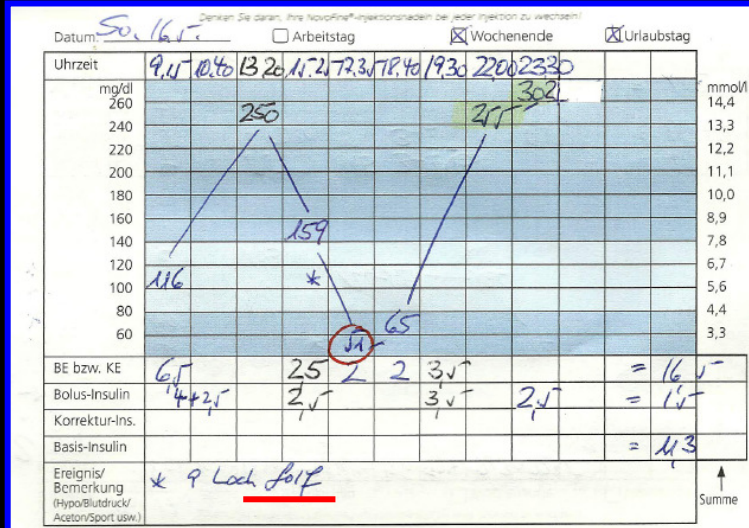 Denken Sie daran, Ihre NovoFine®-Injektionsnadeln bei jeder Injektion zu wechseln!
Datum: So. 16.5. Arbeitstag Wochenende Urlaubstag
Uhrzeit 9.15 10.40 13.20 15.25 17.35 18.40 19.30 22.00 23.30
mg/dl 302 mmol/l
260 14,4
250 255
240 13,3
220 12,2
200 11,1
180 10,0
160 8,9
159
140 7,8
120 116 * 6,7
100 5,6
80 4,4
65
60 51 3,3
BE bzw. KE 6,5 2,5 2 2 3,5 = 16,5
Bolus-Insulin 4+2,5 2,5 3,5 2,5 = 15
Korrektur-Ins.
Basis-Insulin =
Ereignis/
Bemerkung * 9 Loch Golf
(Hypo/Blutdruck/
Aceton/Sport usw.) Summe